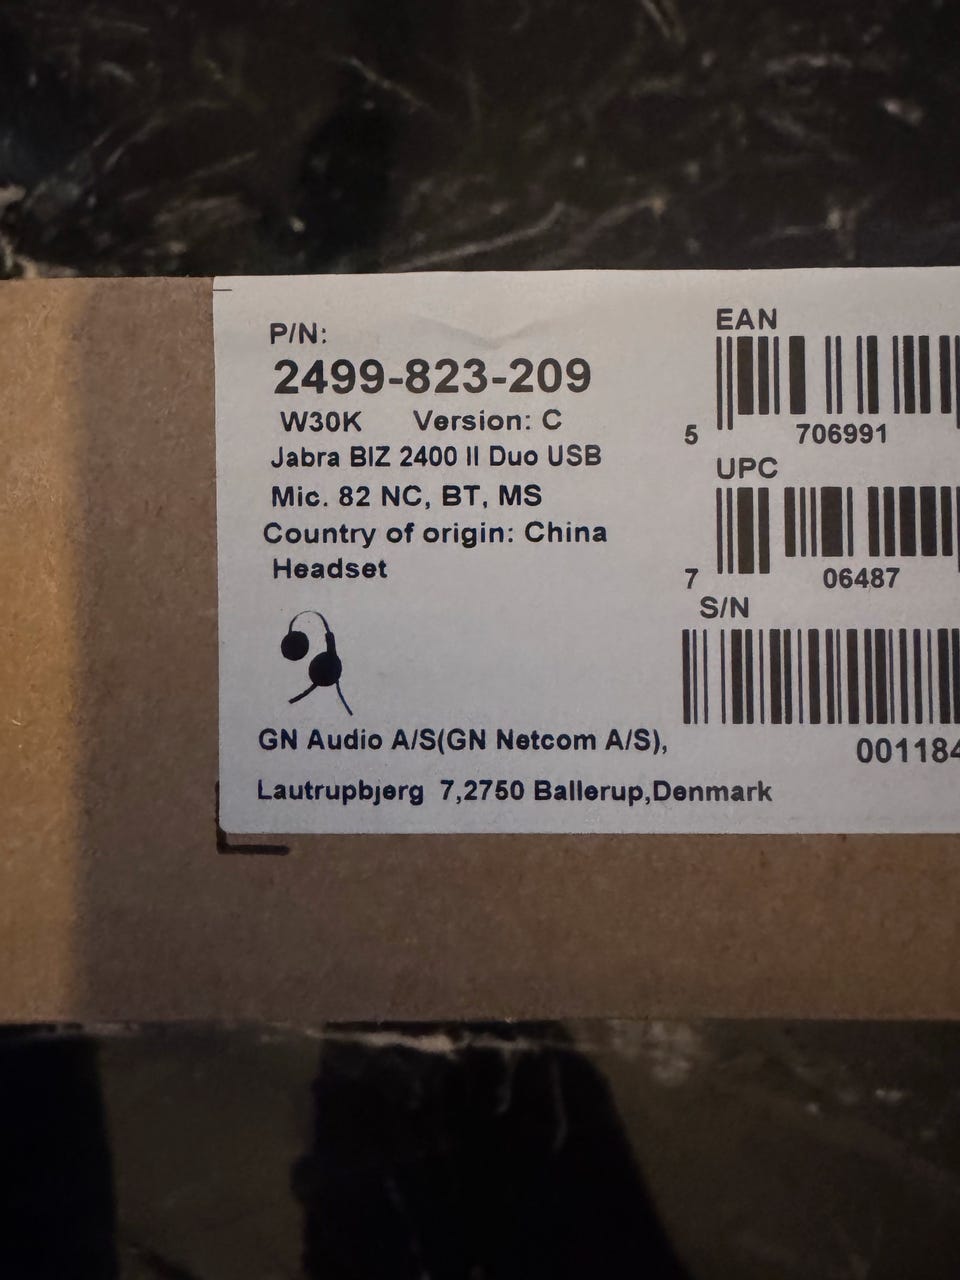 P/N:
2499-823-209
W30K Version: C
Jabra BIZ 2400 II Duo USB
Mic. 82 NC, BT, MS
Country of origin: China
Headset
GN Audio A/S(GN Netcom A/S),
Lautrupbjerg 7,2750 Ballerup,Denmark
EAN
5 706991
UPC
7 06487
S/N
001184